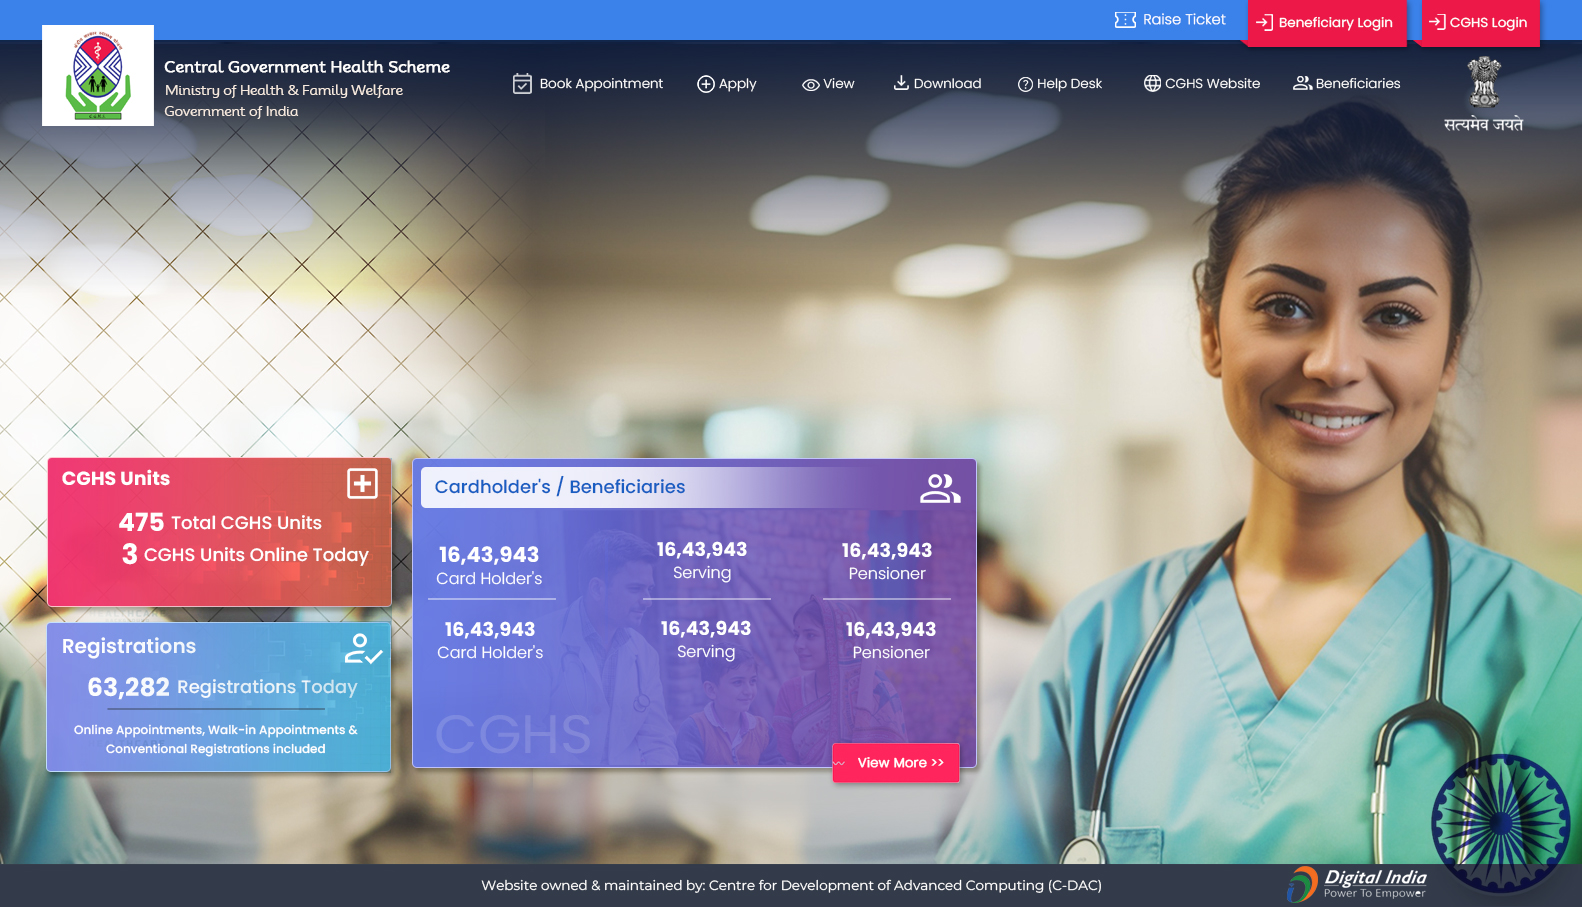 Raise Ticket
Beneficiary Login
CGHS Login
Central Government Health Scheme
Ministry of Health & Family Welfare
Government of India
Book Appointment
Apply
View
Download
Help Desk
CGHS Website
Beneficiaries
सत्यमेव जयते
CGHS Units
475 Total CGHS Units
3 CGHS Units Online Today
Registrations
63,282 Registrations Today
Online Appointments, Walk-in Appointments &
Conventional Registrations included
Cardholder's / Beneficiaries
16,43,943
Card Holder's
16,43,943
Serving
16,43,943
Pensioner
16,43,943
Card Holder's
16,43,943
Serving
16,43,943
Pensioner
CGHS
View More >>
Website owned & maintained by: Centre for Development of Advanced Computing (C-DAC)
Digital India
Power To Empower